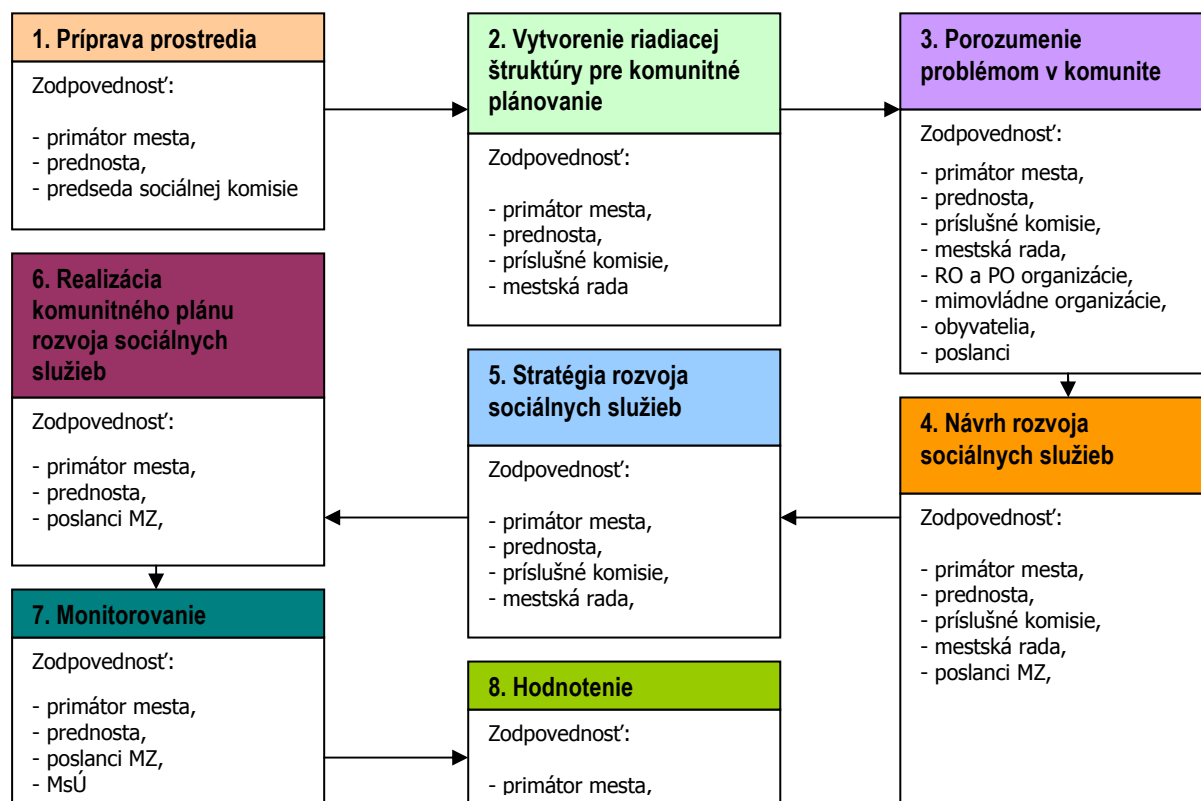 1. Príprava prostredia
Zodpovednosť:
- primátor mesta,
- prednosta,
- predseda sociálnej komisie
2. Vytvorenie riadiacej
štruktúry pre komunitné
plánovanie
Zodpovednosť:
- primátor mesta,
- prednosta,
- príslušné komisie,
- mestská rada
3. Porozumenie
problémom v komunite
Zodpovednosť:
- primátor mesta,
- prednosta,
- príslušné komisie,
- mestská rada,
- RO a PO organizácie,
- mimovládne organizácie,
- obyvatelia,
- poslanci
4. Návrh rozvoja
sociálnych služieb
Zodpovednosť:
- primátor mesta,
- prednosta,
- príslušné komisie,
- mestská rada,
- poslanci MZ,
5. Stratégia rozvoja
sociálnych služieb
Zodpovednosť:
- primátor mesta,
- prednosta,
- príslušné komisie,
- mestská rada,
6. Realizácia
komunitného plánu
rozvoja sociálnych
služieb
Zodpovednosť:
- primátor mesta,
- prednosta,
- poslanci MZ,
7. Monitorovanie
Zodpovednosť:
- primátor mesta,
- prednosta,
- poslanci MZ,
- MsÚ
8. Hodnotenie
Zodpovednosť:
- primátor mesta,